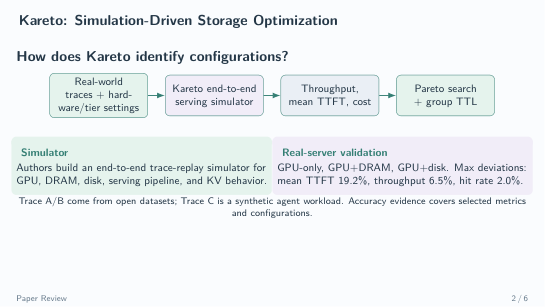 Kareto: Simulation-Driven Storage Optimization
How does Kareto identify configurations?
Real-world
traces + hard-
ware/tier settings
Kareto end-to-end
serving simulator
Throughput,
mean TTFT, cost
Pareto search
+ group TTL
Simulator
Authors build an end-to-end trace-replay simulator for
GPU, DRAM, disk, serving pipeline, and KV behavior.
Real-server validation
GPU-only, GPU+DRAM, GPU+disk. Max deviations:
mean TTFT 19.2%, throughput 6.5%, hit rate 2.0%.
Trace A/B come from open datasets; Trace C is a synthetic agent workload. Accuracy evidence covers selected metrics
and configurations.
Paper Review
2 / 6